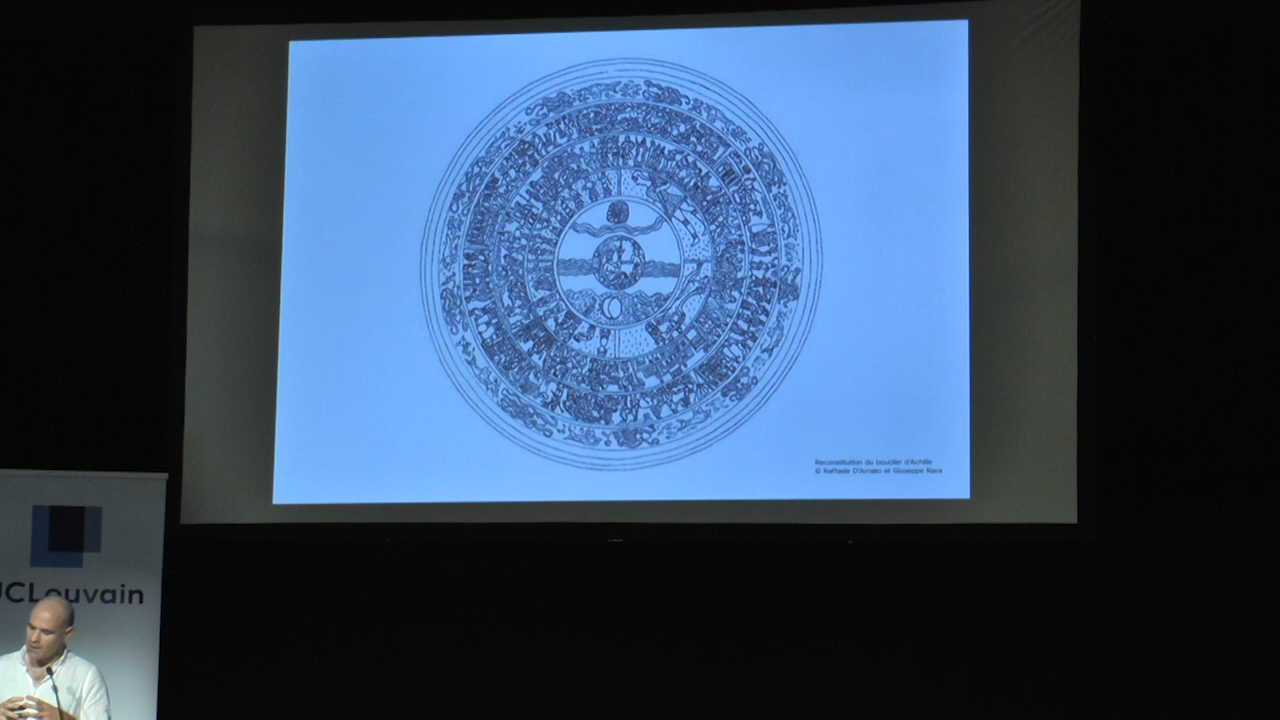 Reconstitution du bouclier d'Achille
© Raffaele D'Amato et Giuseppe Rava
UCLouvain